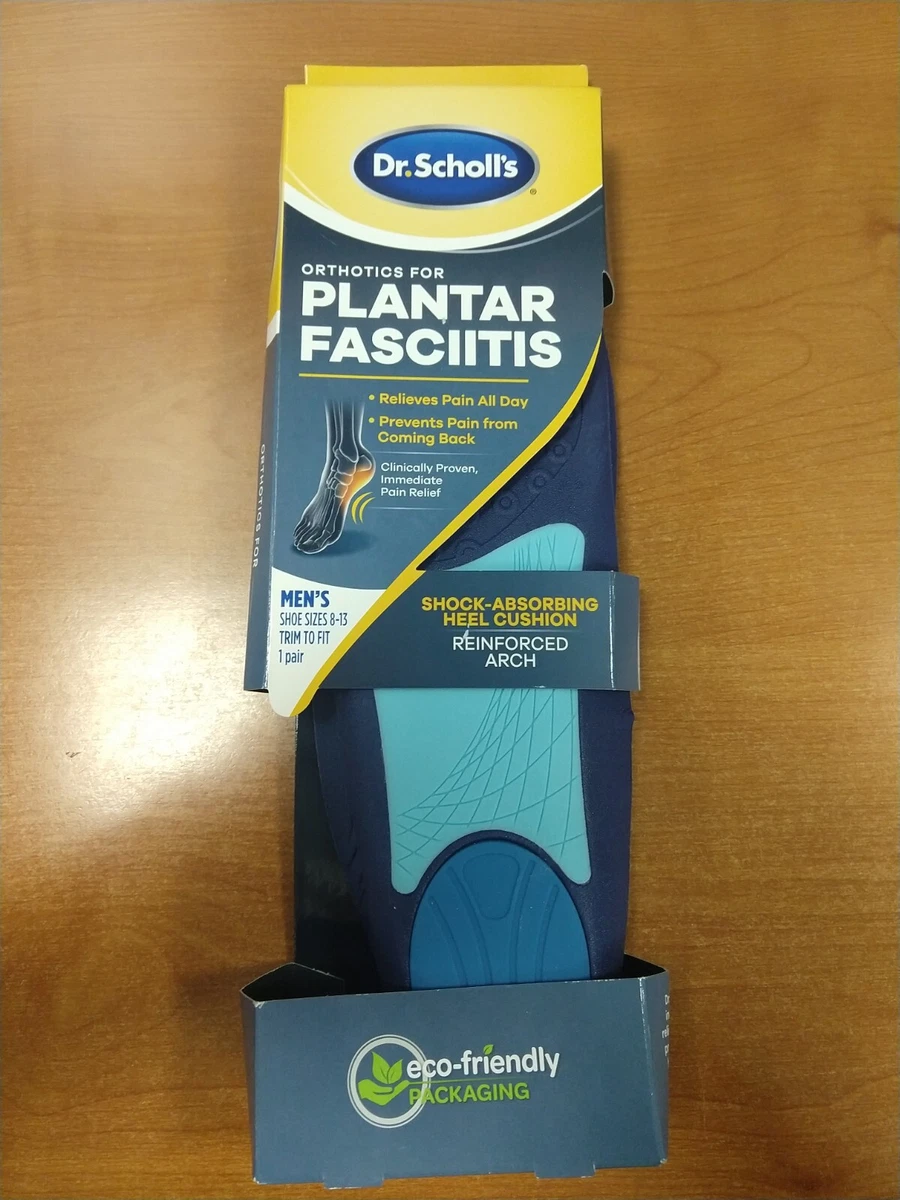 Dr.Scholl's®
ORTHOTICS FOR
PLANTAR
FASCIITIS
• Relieves Pain All Day
• Prevents Pain from
Coming Back
Clinically Proven,
Immediate
Pain Relief
ORTHOTICS FOR
MEN'S
SHOE SIZES 8-13
TRIM TO FIT
1 pair
SHOCK-ABSORBING
HEEL CUSHION
REINFORCED
ARCH
eco-friendly
PACKAGING